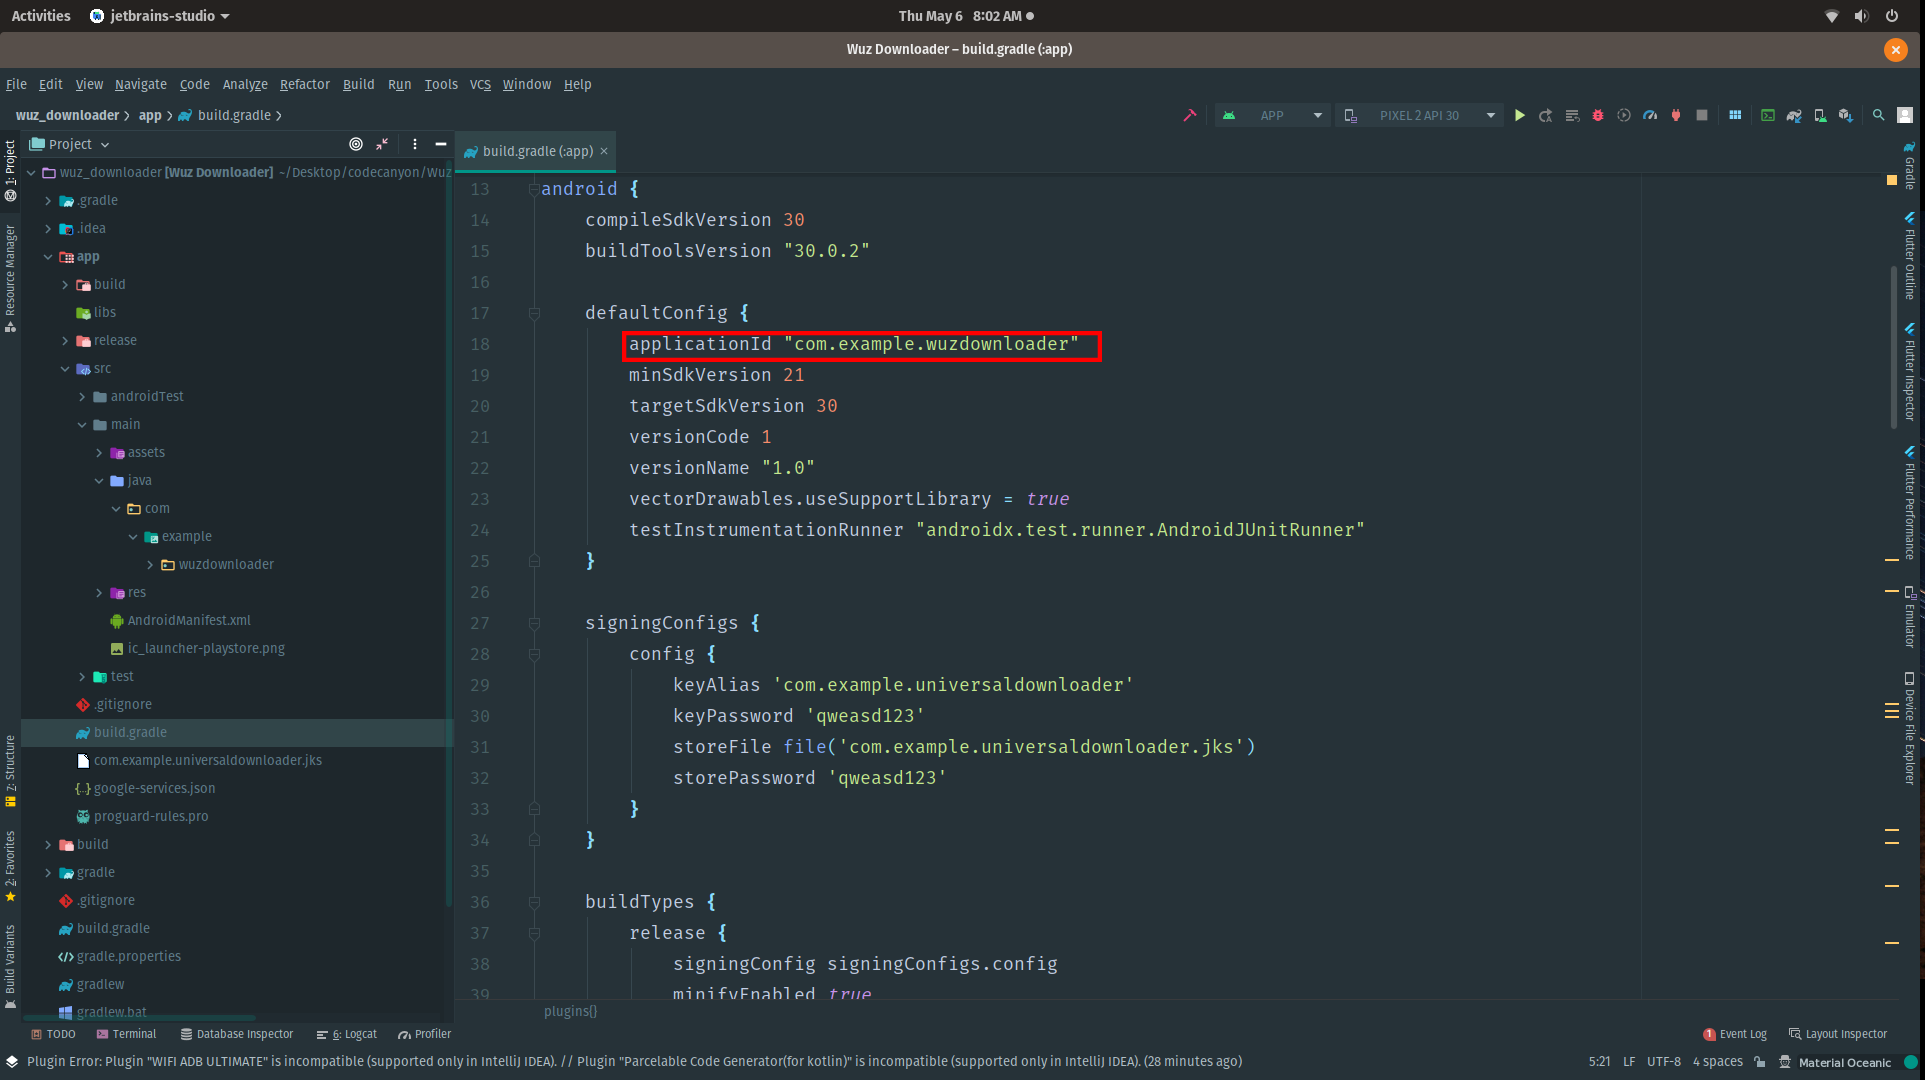 Activities
jetbrains-studio
Thu May 6 8:02 AM
Wuz Downloader – build.gradle (:app)
File Edit View Navigate Code Analyze Refactor Build Run Tools VCS Window Help
wuz_downloader app build.gradle
APP
PIXEL 2 API 30
Project
build.gradle (:app)
1: Project
Resource Manager
Z: Structure
2: Favorites
Build Variants
wuz_downloader [Wuz Downloader] ~/Desktop/codecanyon/Wuz
.gradle
.idea
app
build
libs
release
src
androidTest
main
assets
java
com
example
wuzdownloader
res
AndroidManifest.xml
ic_launcher-playstore.png
test
.gitignore
build.gradle
com.example.universaldownloader.jks
google-services.json
proguard-rules.pro
build
gradle
.gitignore
build.gradle
gradle.properties
gradlew
gradlew.bat
13 android {
14 compileSdkVersion 30
15 buildToolsVersion "30.0.2"
16
17 defaultConfig {
18 applicationId "com.example.wuzdownloader"
19 minSdkVersion 21
20 targetSdkVersion 30
21 versionCode 1
22 versionName "1.0"
23 vectorDrawables.useSupportLibrary = true
24 testInstrumentationRunner "androidx.test.runner.AndroidJUnitRunner"
25 }
26
27 signingConfigs {
28 config {
29 keyAlias 'com.example.universaldownloader'
30 keyPassword 'qweasd123'
31 storeFile file('com.example.universaldownloader.jks')
32 storePassword 'qweasd123'
33 }
34 }
35
36 buildTypes {
37 release {
38 signingConfig signingConfigs.config
39 minifyEnabled true
plugins{}
Gradle
Flutter Outline
Flutter Inspector
Flutter Performance
Emulator
Device File Explorer
TODO Terminal Database Inspector 6: Logcat Profiler
1 Event Log Layout Inspector
Plugin Error: Plugin "WIFI ADB ULTIMATE" is incompatible (supported only in IntelliJ IDEA). // Plugin "Parcelable Code Generator(for kotlin)" is incompatible (supported only in IntelliJ IDEA). (28 minutes ago)
5:21 LF UTF-8 4 spaces Material Oceanic